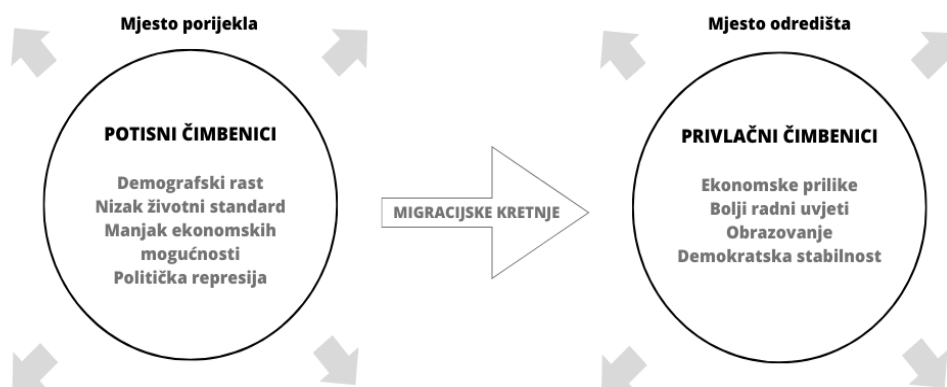 Mjesto porijekla
POTISNI ČIMBENICI
Demografski rast
Nizak životni standard
Manjak ekonomskih
mogućnosti
Politička represija
MIGRACIJSKE KRETNJE
Mjesto odredišta
PRIVLAČNI ČIMBENICI
Ekonomske prilike
Bolji radni uvjeti
Obrazovanje
Demokratska stabilnost